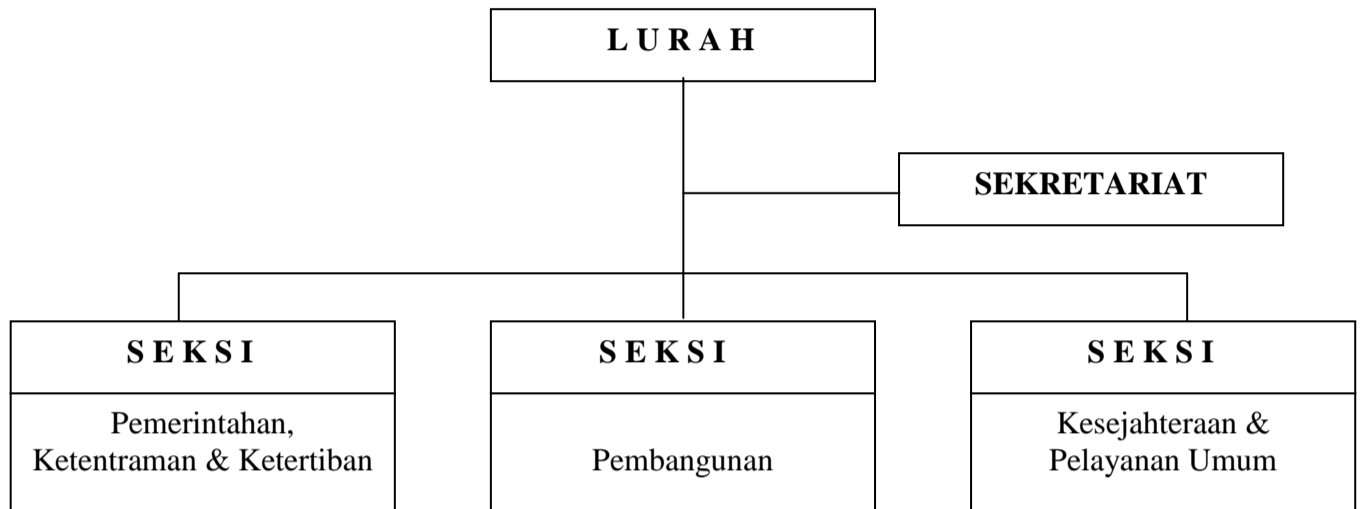 L U R A H
SEKRETARIAT
S E K S I
Pemerintahan,
Ketentraman & Ketertiban
S E K S I
Pembangunan
S E K S I
Kesejahteraan &
Pelayanan Umum